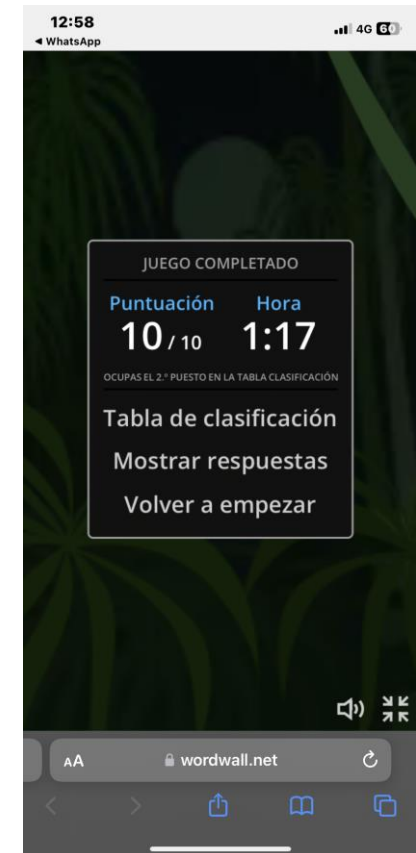 12:58
4G 60
◄ WhatsApp
JUEGO COMPLETADO
Puntuación Hora
10 / 10 1:17
OCUPAS EL 2.º PUESTO EN LA TABLA CLASIFICACIÓN
Tabla de clasificación
Mostrar respuestas
Volver a empezar
AA wordwall.net